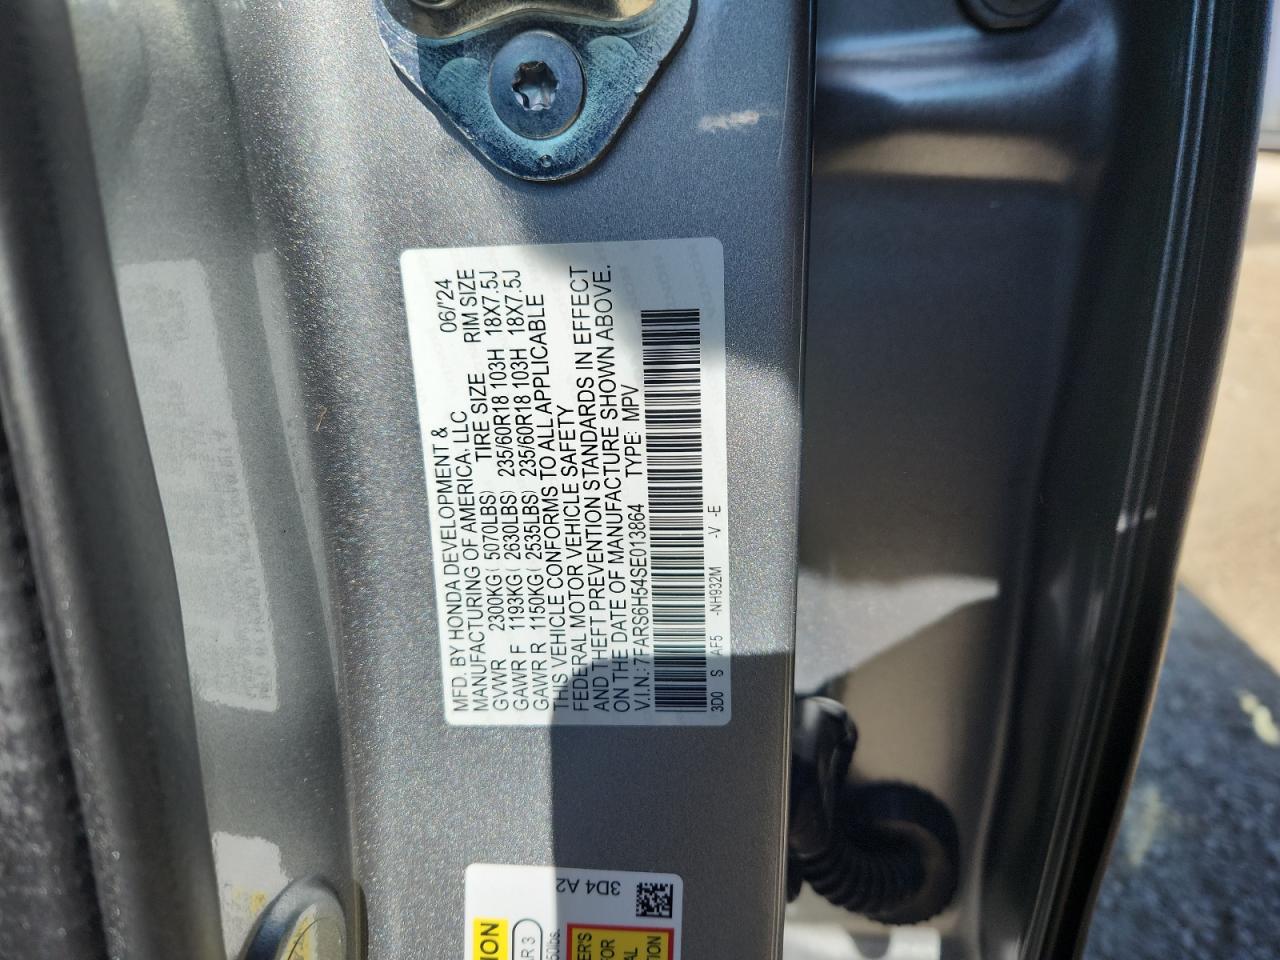 MFD. BY HONDA DEVELOPMENT &
MANUFACTURING OF AMERICA, LLC 06/'24
TIRE SIZE RIM SIZE
GVWR 2300KG( 5070LBS)
GAWR F 1193KG( 2630LBS) 235/60R18 103H 18X7.5J
GAWR R 1150KG( 2535LBS) 235/60R18 103H 18X7.5J
THIS VEHICLE CONFORMS TO ALL APPLICABLE
FEDERAL MOTOR VEHICLE SAFETY
AND THEFT PREVENTION STANDARDS IN EFFECT
ON THE DATE OF MANUFACTURE SHOWN ABOVE.
V.I.N.: 7FARS6H54SE013864 TYPE: MPV
3D0 S AF5 -NH932M -V -E
3D4 A2